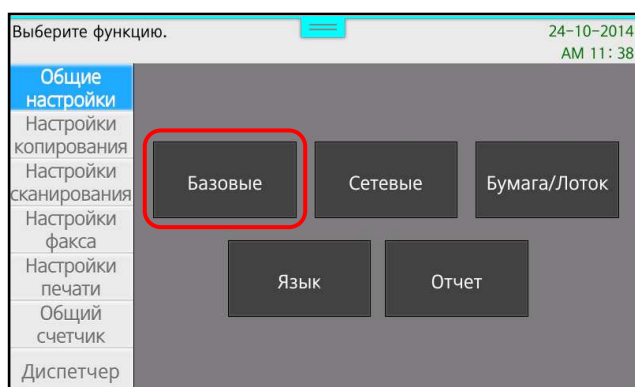 Выберите функцию.
24-10-2014
AM 11:38
Общие
настройки
Настройки
копирования
Настройки
сканирования
Настройки
факса
Настройки
печати
Общий
счетчик
Диспетчер
Базовые
Сетевые
Бумага/Лоток
Язык
Отчет